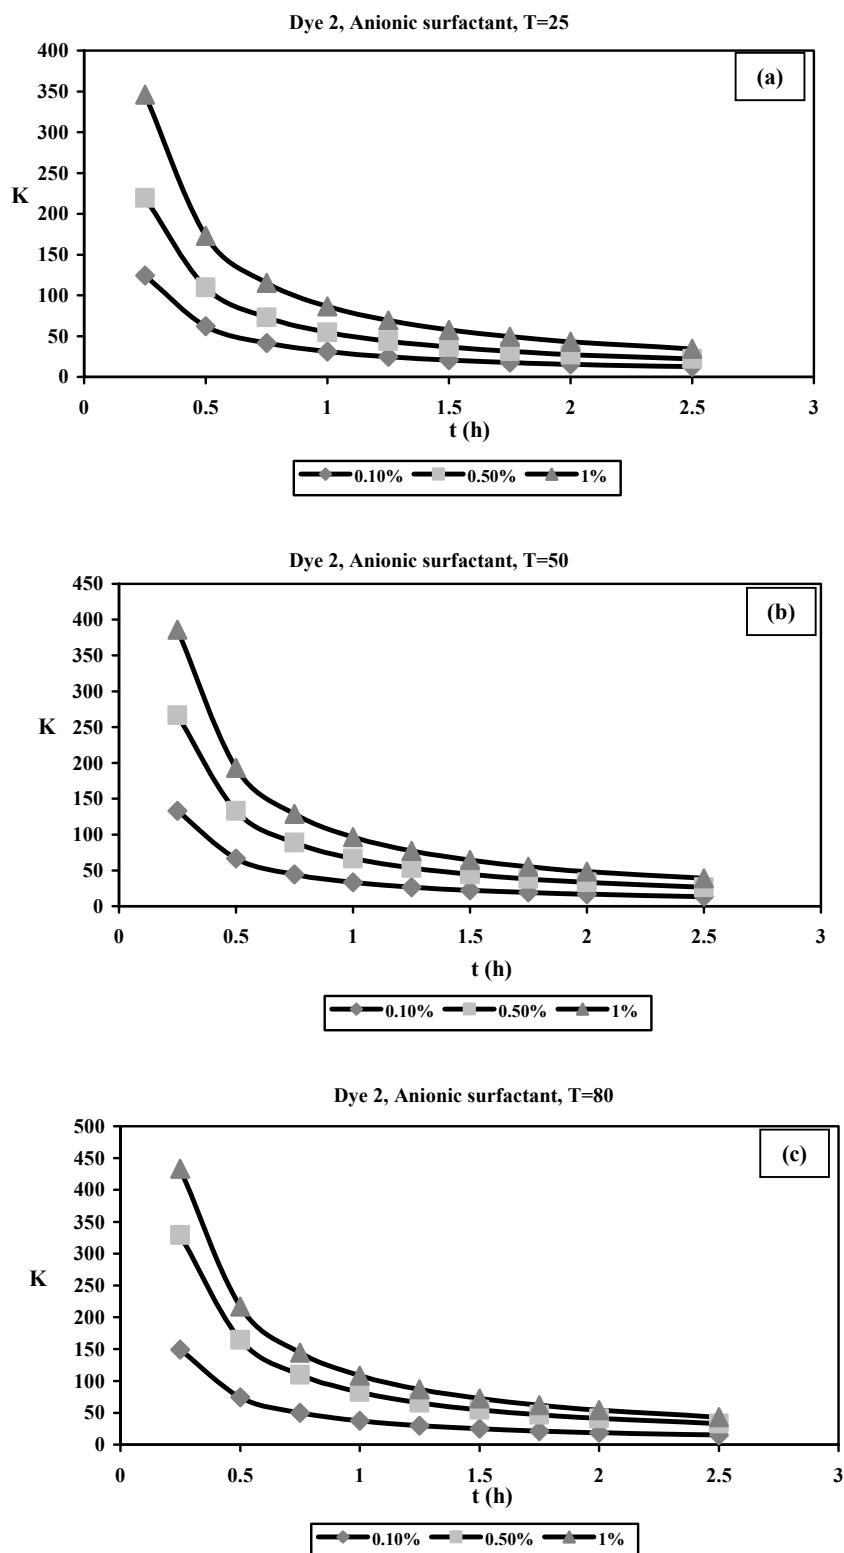 Dye 2, Anionic surfactant, T=25
400
(a)
350
300
250
K
200
150
100
50
0
0 0.5 1 1.5 2 2.5 3
t (h)
0.10% 0.50% 1%
Dye 2, Anionic surfactant, T=50
450
(b)
400
350
300
K
250
200
150
100
50
0
0 0.5 1 1.5 2 2.5 3
t (h)
0.10% 0.50% 1%
Dye 2, Anionic surfactant, T=80
500
(c)
450
400
350
300
K
250
200
150
100
50
0
0 0.5 1 1.5 2 2.5 3
t (h)
0.10% 0.50% 1%